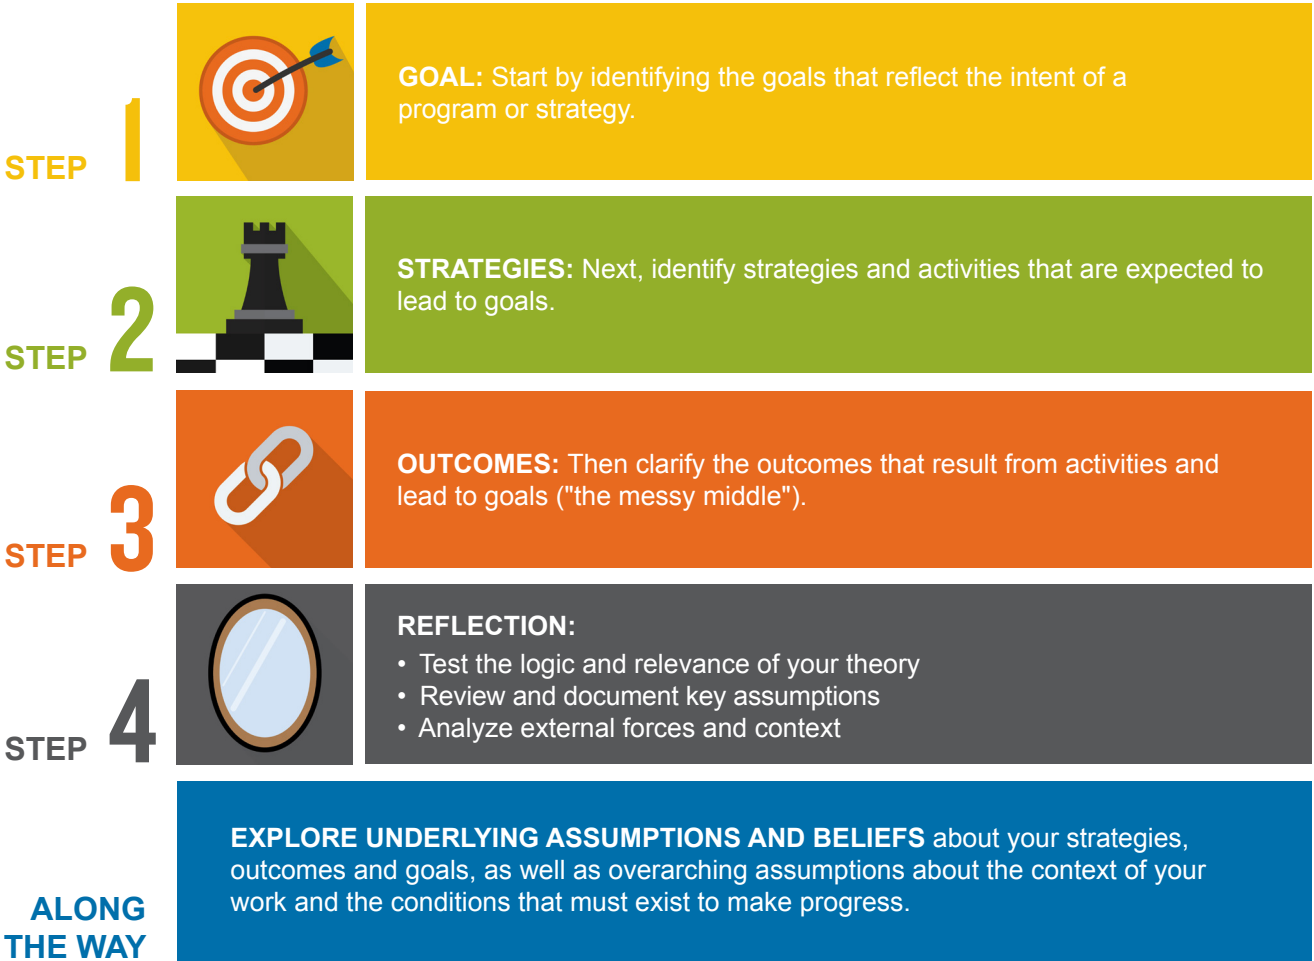 STEP 1
GOAL: Start by identifying the goals that reflect the intent of a
program or strategy.
STEP 2
STRATEGIES: Next, identify strategies and activities that are expected to
lead to goals.
STEP 3
OUTCOMES: Then clarify the outcomes that result from activities and
lead to goals ("the messy middle").
STEP 4
REFLECTION:
• Test the logic and relevance of your theory
• Review and document key assumptions
• Analyze external forces and context
ALONG
THE WAY
EXPLORE UNDERLYING ASSUMPTIONS AND BELIEFS about your strategies,
outcomes and goals, as well as overarching assumptions about the context of your
work and the conditions that must exist to make progress.